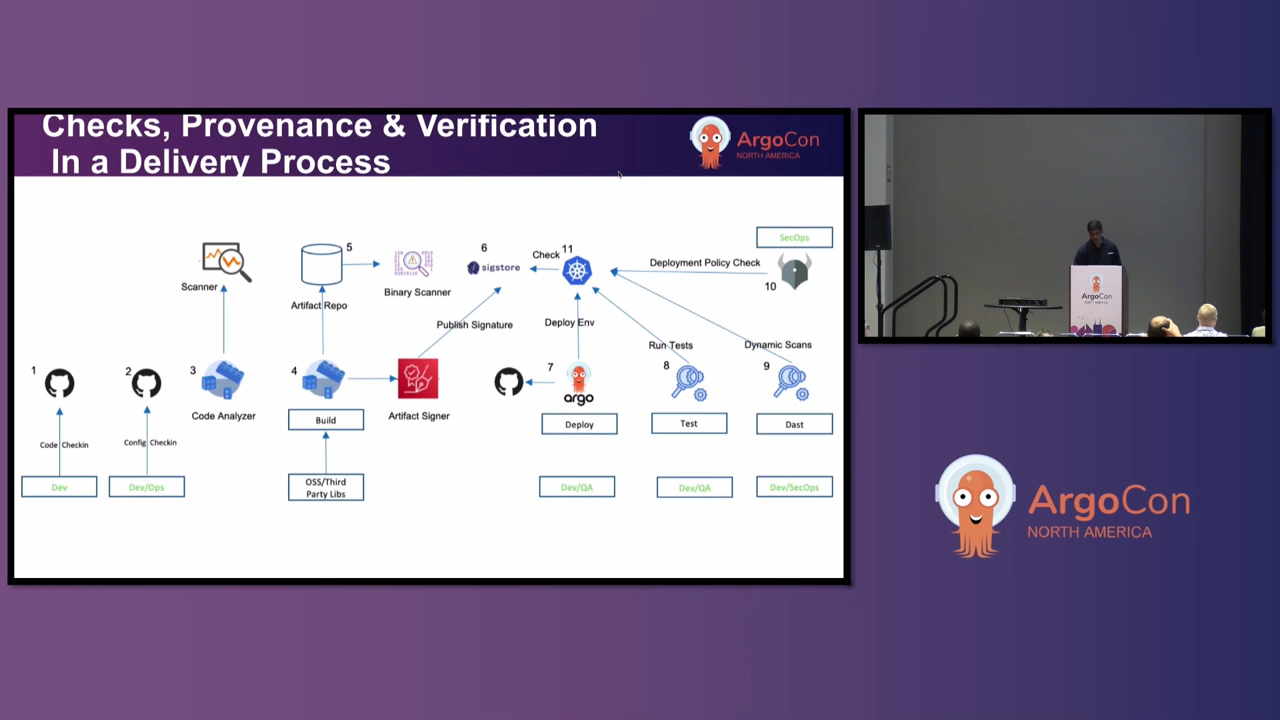 Checks, Provenance & Verification
In a Delivery Process
ArgoCon
NORTH AMERICA
SecOps
5
6
11
Check
sigstore
Deployment Policy Check
10
Scanner
Binary Scanner
Artifact Repo
Publish Signature
Deploy Env
Run Tests
Dynamic Scans
1
2
3
4
7
8
9
argo
Code Analyzer
Build
Artifact Signer
Deploy
Test
Dast
Code Checkin
Config Checkin
Dev
Dev/Ops
OSS/Third
Party Libs
Dev/QA
Dev/QA
Dev/SecOps
ArgoCon
ArgoCon
NORTH AMERICA